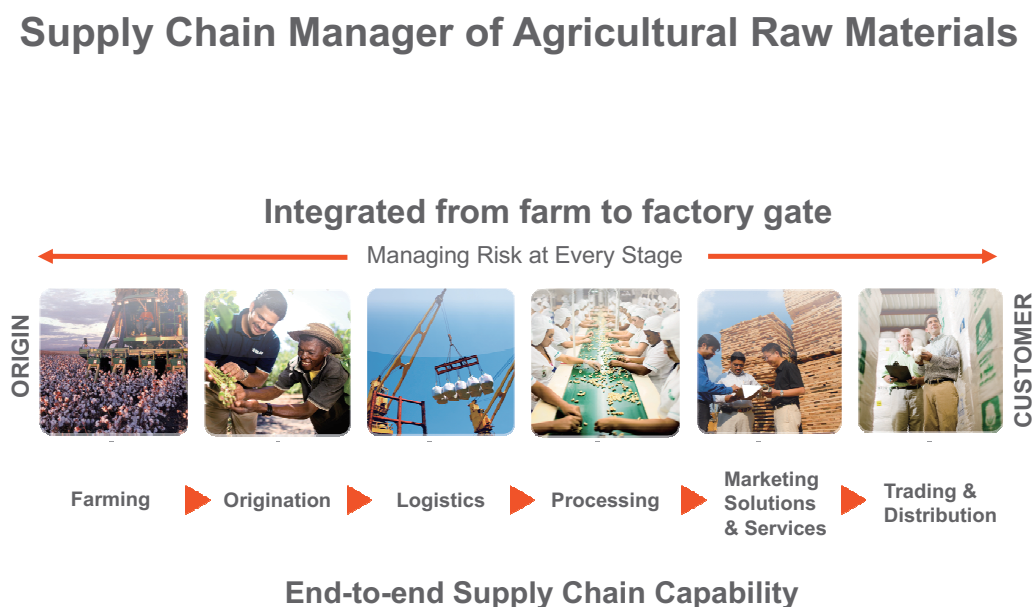 Supply Chain Manager of Agricultural Raw Materials
Integrated from farm to factory gate
Managing Risk at Every Stage
ORIGIN
CUSTOMER
Farming
Origination
Logistics
Processing
Marketing
Solutions
& Services
Trading &
Distribution
End-to-end Supply Chain Capability